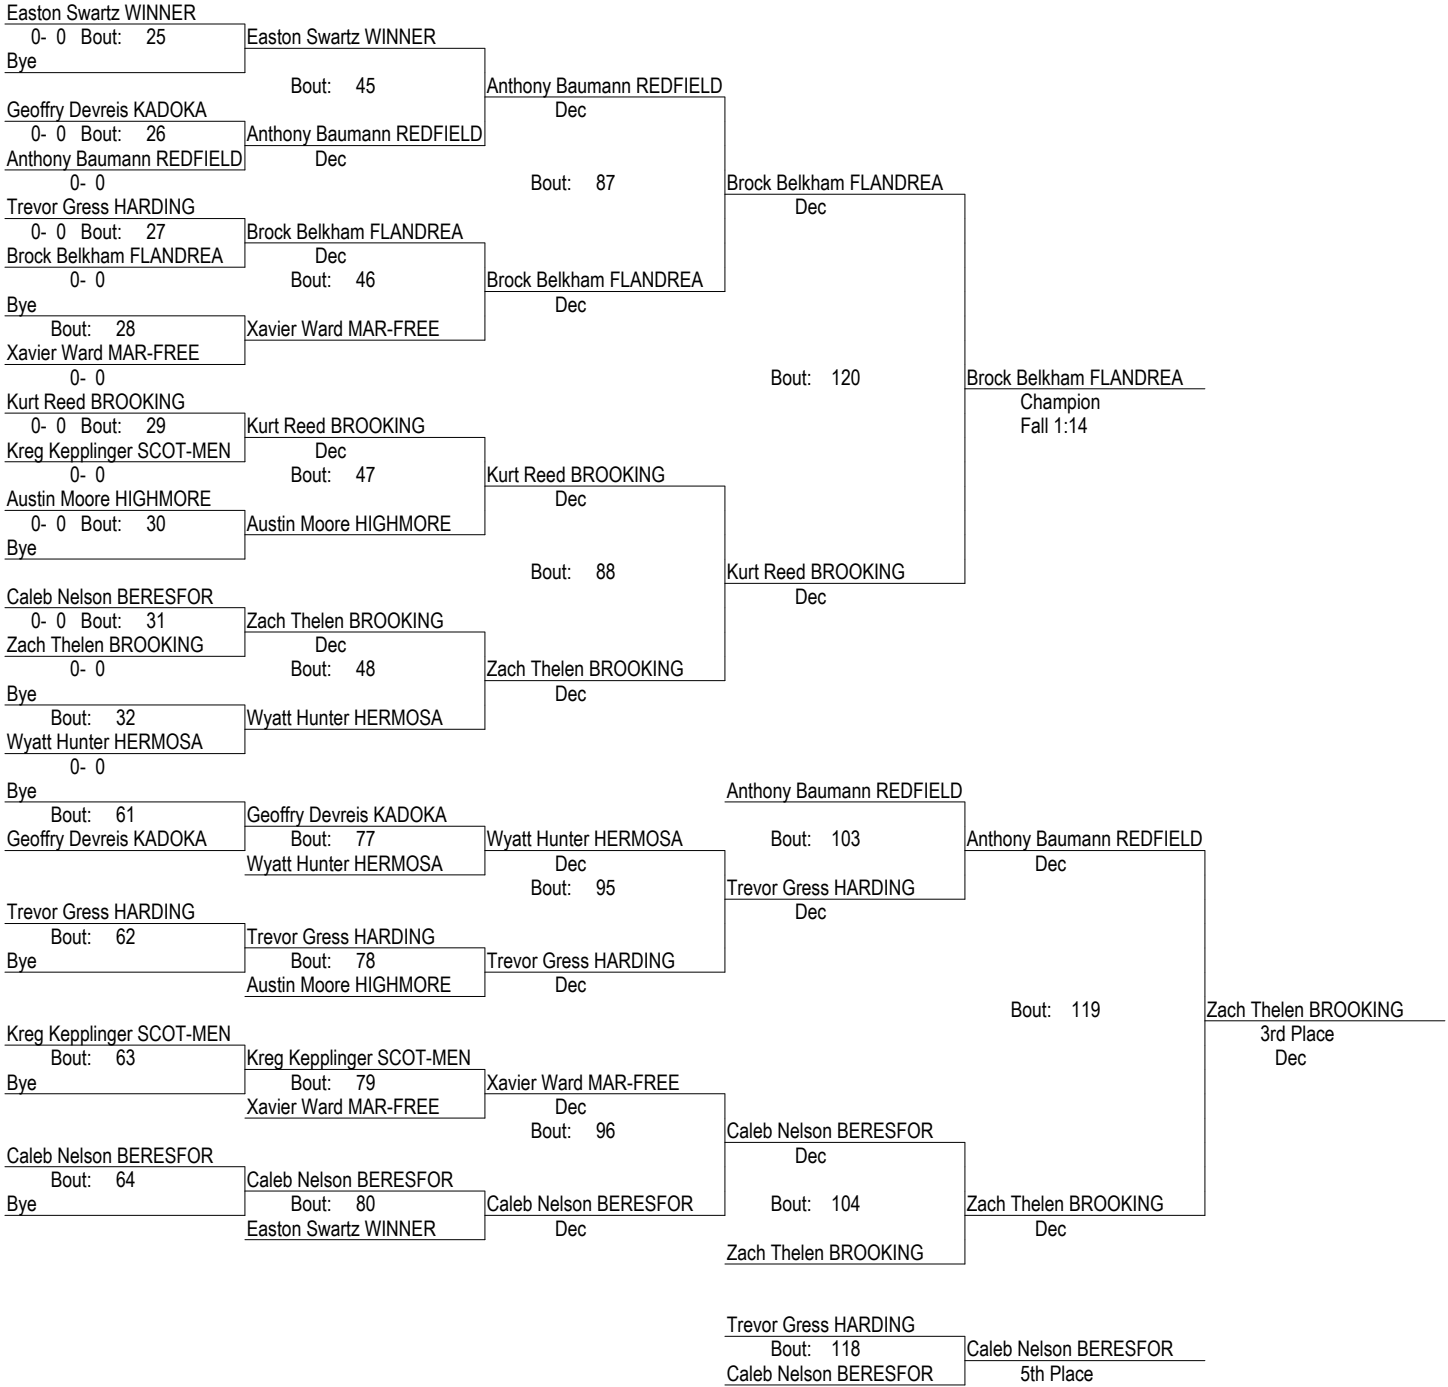 Easton Swartz WINNER
0- 0 Bout: 25 Easton Swartz WINNER
Bye
Bout: 45 Anthony Baumann REDFIELD
Geoffry Devreis KADOKA Dec
0- 0 Bout: 26 Anthony Baumann REDFIELD
Anthony Baumann REDFIELD Dec
0- 0 Bout: 87 Brock Belkham FLANDREA
Trevor Gress HARDING Dec
0- 0 Bout: 27 Brock Belkham FLANDREA
Brock Belkham FLANDREA Dec
0- 0 Bout: 46 Brock Belkham FLANDREA
Bye Dec
Bout: 28 Xavier Ward MAR-FREE
Xavier Ward MAR-FREE
0- 0 Bout: 120 Brock Belkham FLANDREA
Kurt Reed BROOKING Champion
0- 0 Bout: 29 Kurt Reed BROOKING Fall 1:14
Kreg Kepplinger SCOT-MEN Dec
0- 0 Bout: 47 Kurt Reed BROOKING
Austin Moore HIGHMORE Dec
0- 0 Bout: 30 Austin Moore HIGHMORE
Bye
Bout: 88 Kurt Reed BROOKING
Caleb Nelson BERESFOR Dec
0- 0 Bout: 31 Zach Thelen BROOKING
Zach Thelen BROOKING Dec
0- 0 Bout: 48 Zach Thelen BROOKING
Bye Dec
Bout: 32 Wyatt Hunter HERMOSA
Wyatt Hunter HERMOSA
0- 0
Bye Anthony Baumann REDFIELD
Bout: 61 Geoffry Devreis KADOKA
Geoffry Devreis KADOKA Bout: 77 Wyatt Hunter HERMOSA Bout: 103 Anthony Baumann REDFIELD
Wyatt Hunter HERMOSA Dec Dec
Bout: 95 Trevor Gress HARDING
Trevor Gress HARDING Dec
Bout: 62 Trevor Gress HARDING
Bye Bout: 78 Trevor Gress HARDING
Austin Moore HIGHMORE Dec
Bout: 119 Zach Thelen BROOKING
Kreg Kepplinger SCOT-MEN 3rd Place
Bout: 63 Kreg Kepplinger SCOT-MEN Dec
Bye Bout: 79 Xavier Ward MAR-FREE
Xavier Ward MAR-FREE Dec
Bout: 96 Caleb Nelson BERESFOR
Caleb Nelson BERESFOR Dec
Bout: 64 Caleb Nelson BERESFOR
Bye Bout: 80 Caleb Nelson BERESFOR Bout: 104 Zach Thelen BROOKING
Easton Swartz WINNER Dec Dec
Zach Thelen BROOKING
Trevor Gress HARDING
Bout: 118 Caleb Nelson BERESFOR
Caleb Nelson BERESFOR 5th Place